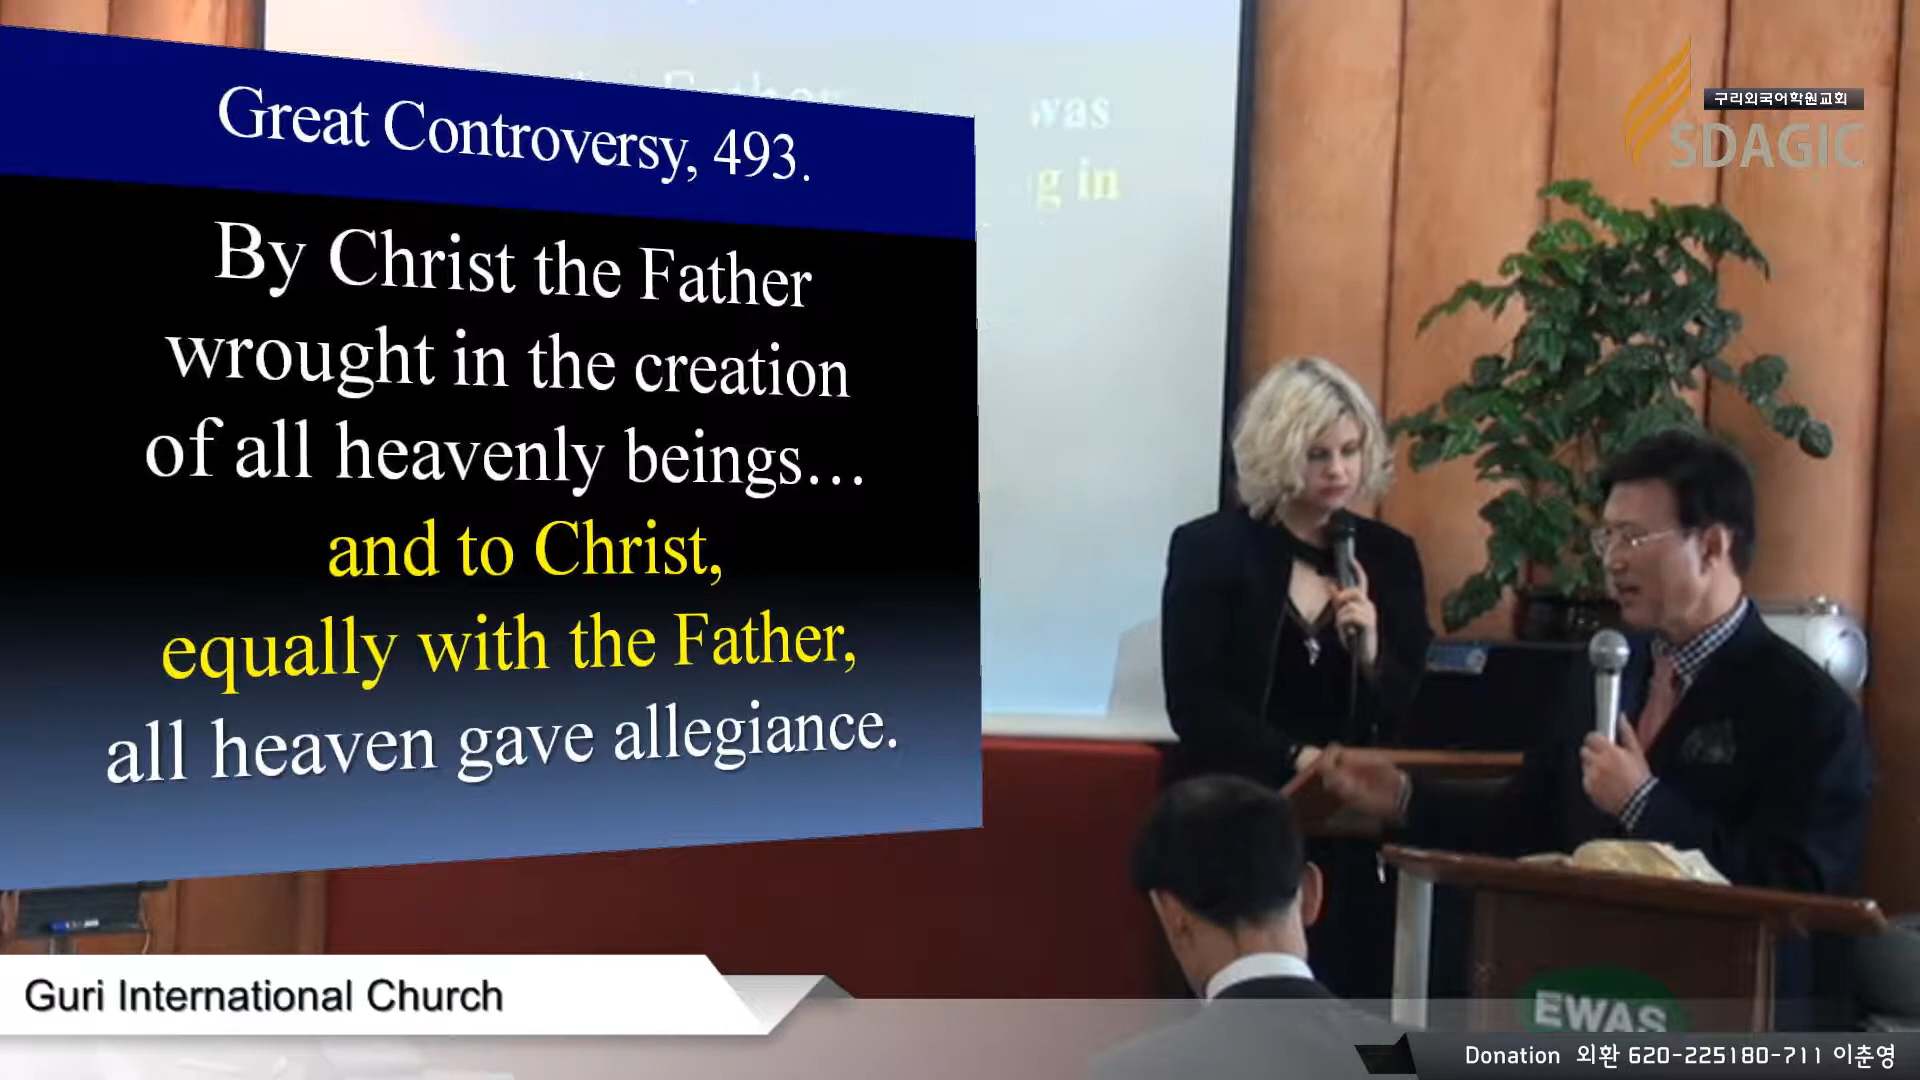 Great Controversy, 493.
By Christ the Father
wrought in the creation
of all heavenly beings…
and to Christ,
equally with the Father,
all heaven gave allegiance.
was
g in
구리외국어학원교회
SDAGIC
EWAS
Guri International Church
Donation 외환 620-225180-711 이춘영